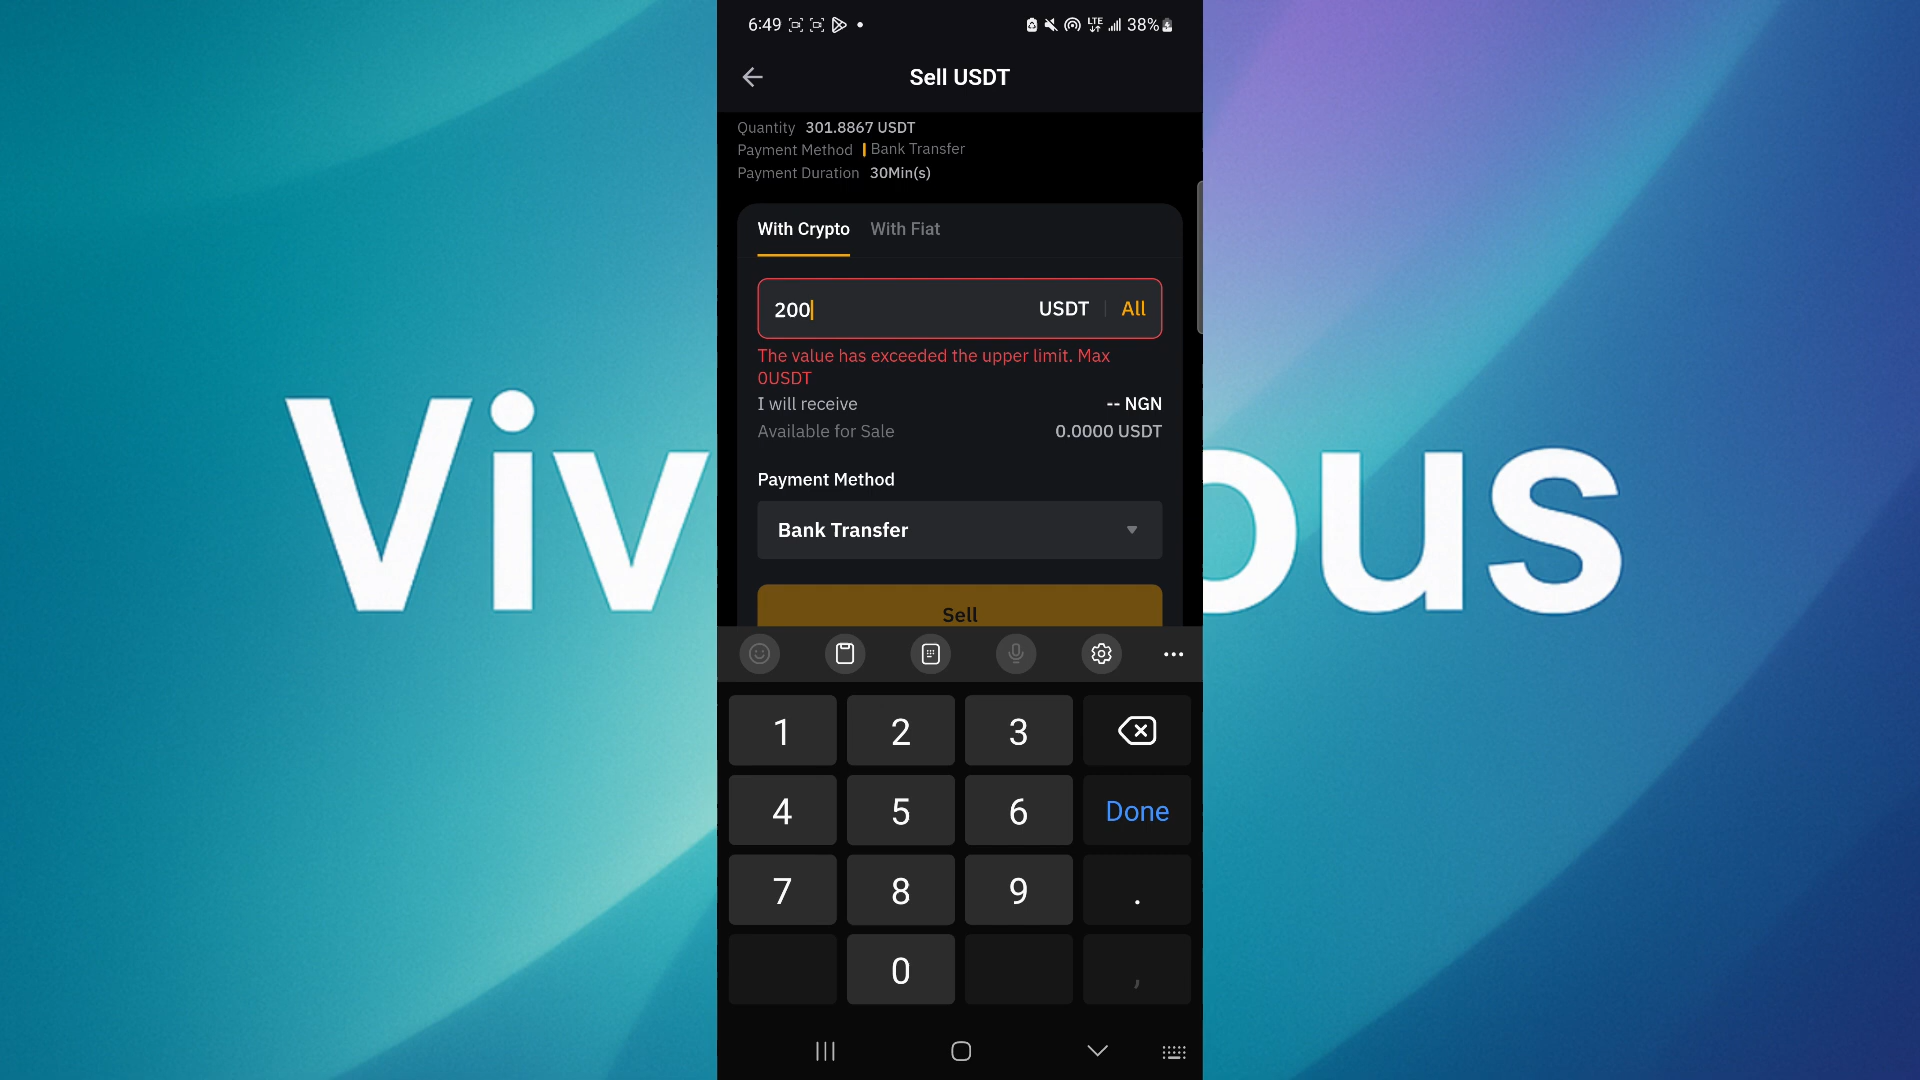 6:49
LTE
38%
Sell USDT
Quantity 301.8867 USDT
Payment Method Bank Transfer
Payment Duration 30Min(s)
With Crypto With Fiat
200 USDT All
The value has exceeded the upper limit. Max
0USDT
I will receive -- NGN
Available for Sale 0.0000 USDT
Payment Method
Bank Transfer
Sell
1 2 3
4 5 6 Done
7 8 9 .
0 ,